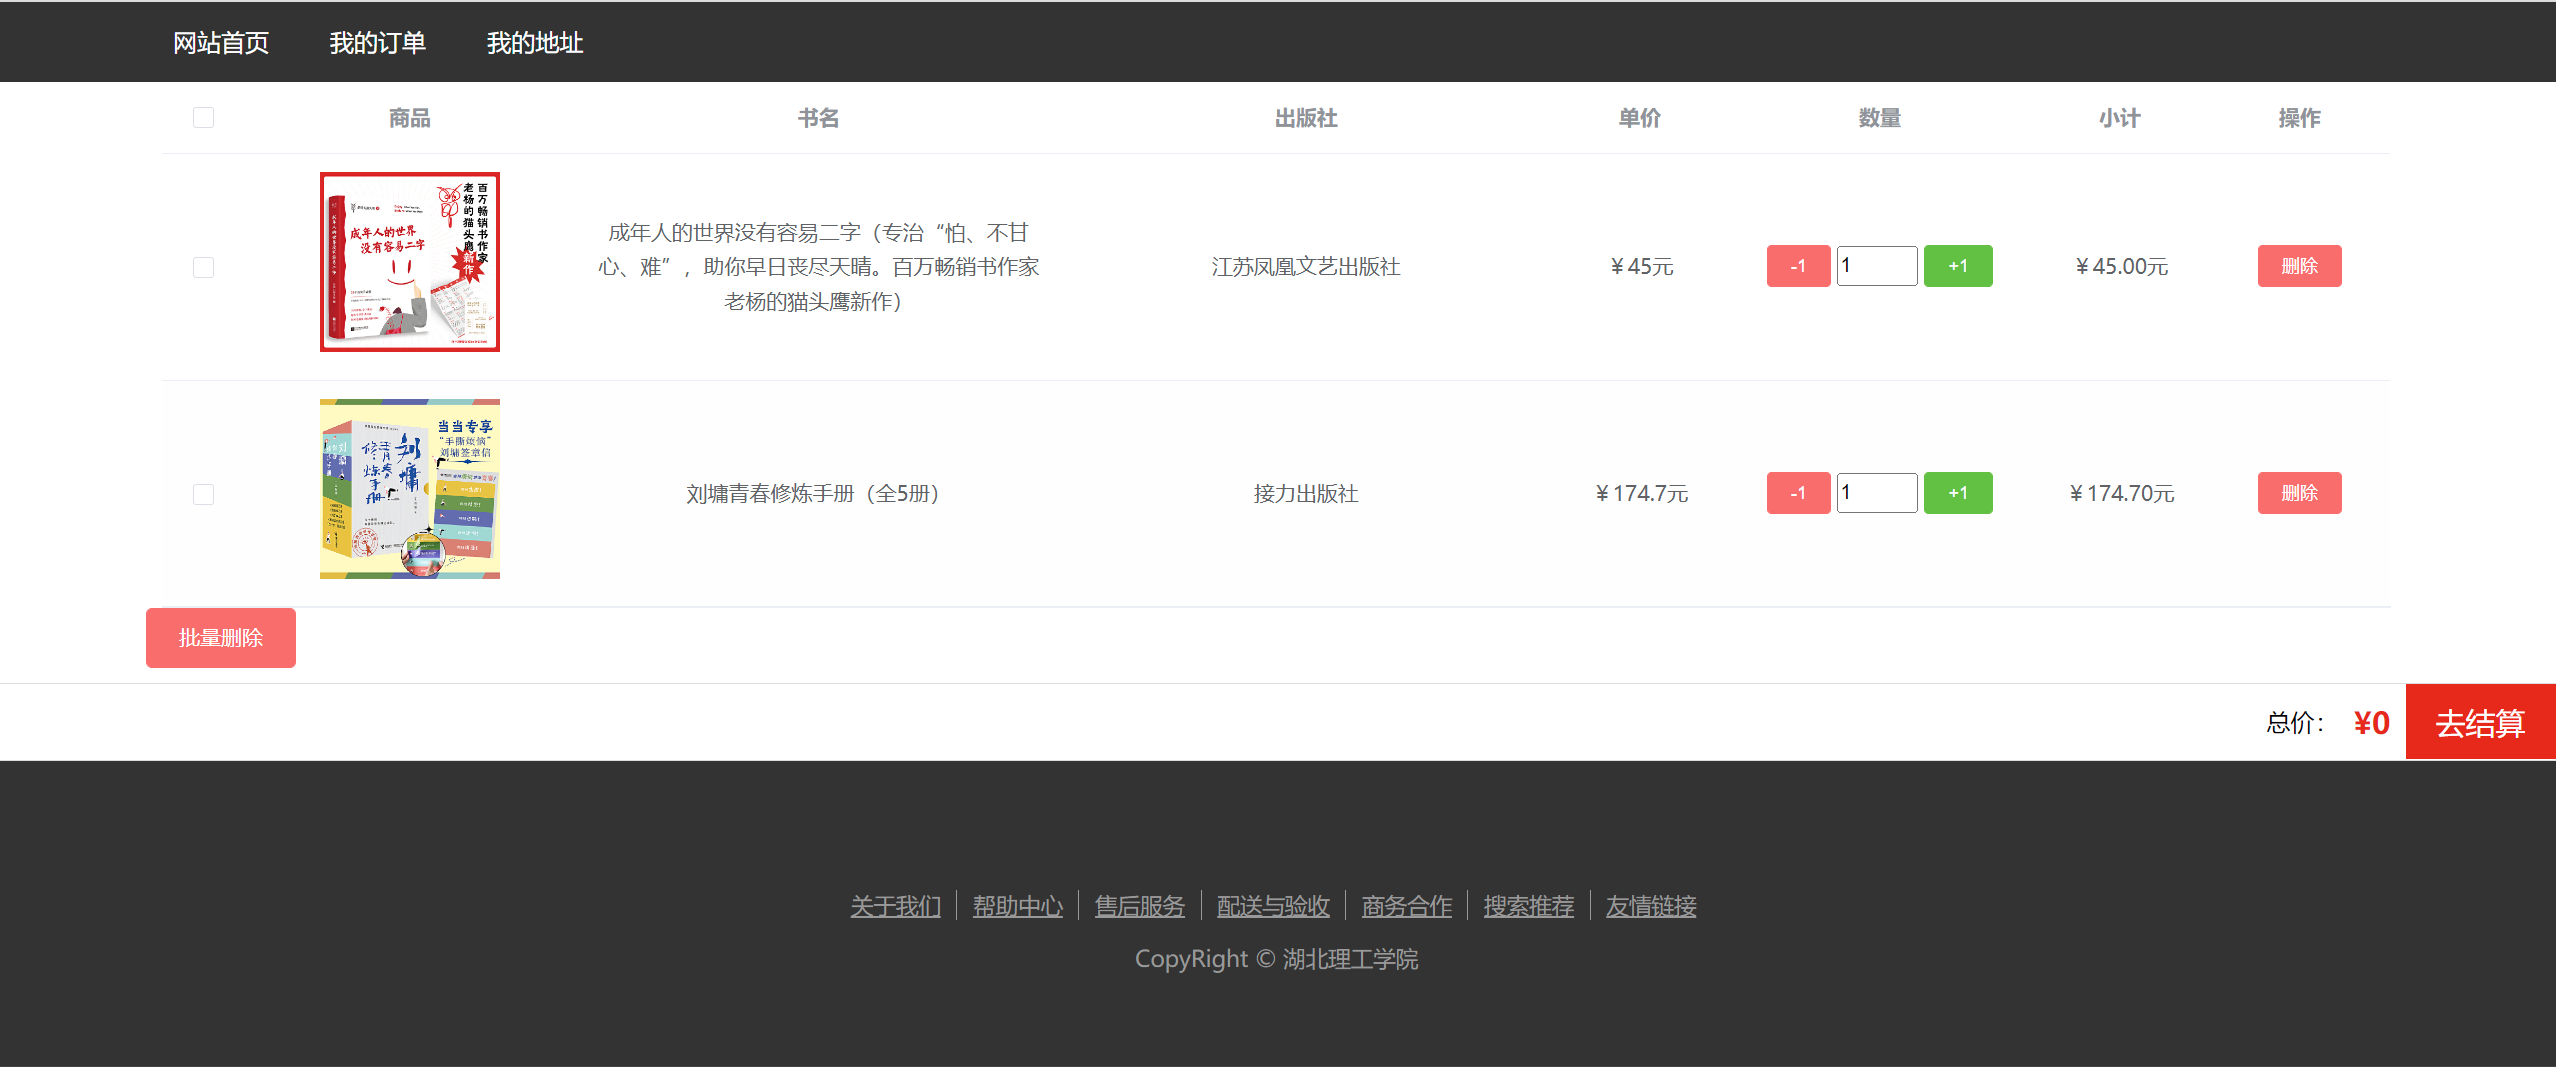 网站首页 我的订单 我的地址
商品 书名 出版社 单价 数量 小计 操作
百万畅销书作家
老杨的猫头鹰
新作
成年人的世界
没有容易二字
成年人的世界没有容易二字（专治“怕、不甘
心、难”，助你早日丧尽天晴。百万畅销书作家
老杨的猫头鹰新作）
江苏凤凰文艺出版社
¥45元
-1 1 +1
¥45.00元
删除
当当专享
“手撕烦恼”
刘墉签章信
刘墉
青春
修炼
手册
刘墉青春修炼手册（全5册）
接力出版社
¥174.7元
-1 1 +1
¥174.70元
删除
批量删除
总价： ¥0 去结算
关于我们 帮助中心 售后服务 配送与验收 商务合作 搜索推荐 友情链接
CopyRight © 湖北理工学院